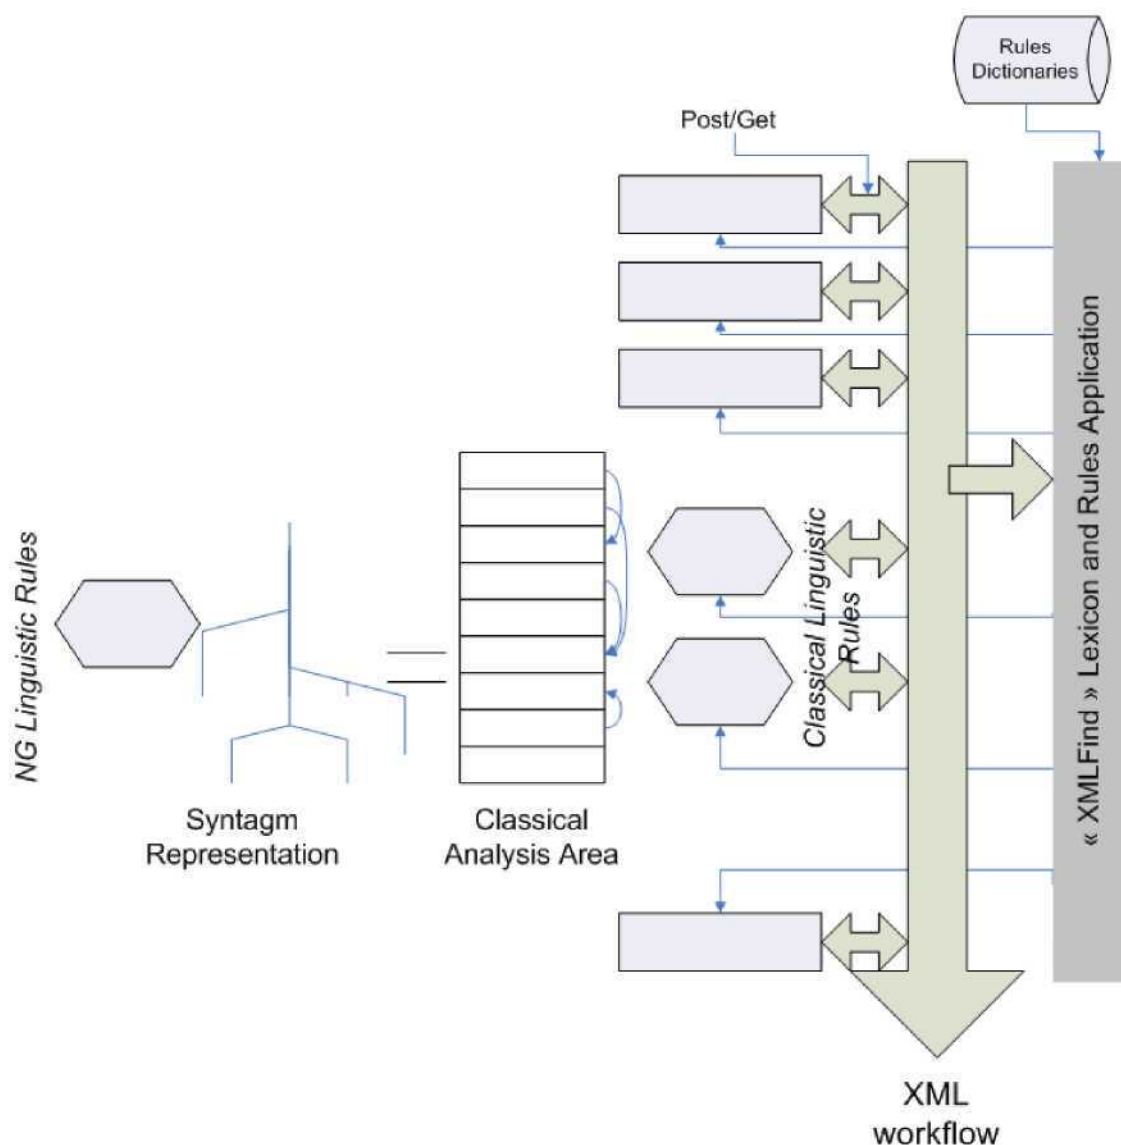 Rules
Dictionaries
Post/Get
« XMLFind » Lexicon and Rules Application
Classical Linguistic
Rules
NG Linguistic Rules
Syntagm
Representation
Classical
Analysis Area
XML
workflow